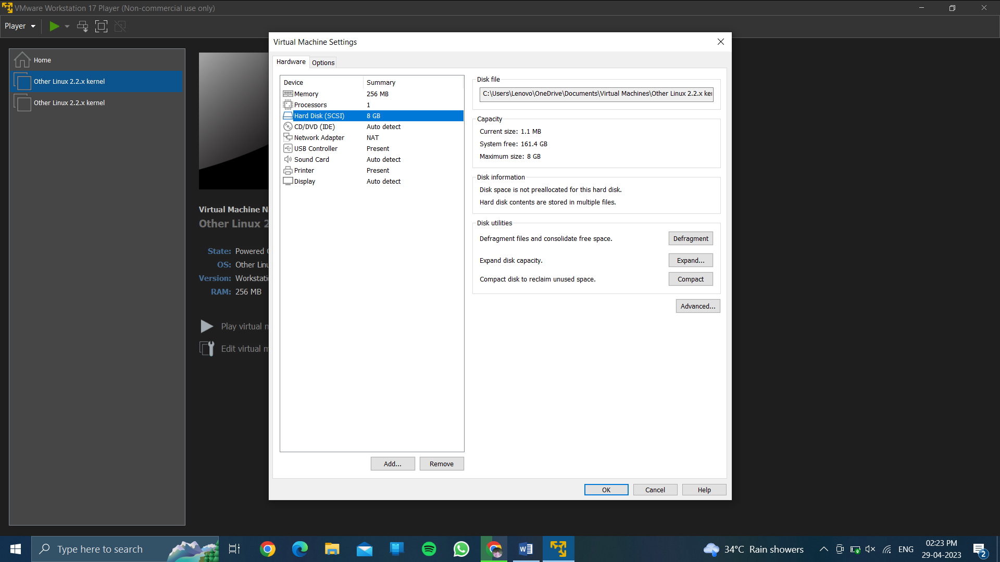 VMware Workstation 17 Player (Non-commercial use only)
Player
Home
Other Linux 2.2.x kernel
Other Linux 2.2.x kernel
Virtual Machine N
Other Linux 2
State: Powered
OS: Other Linu
Version: Workstati
RAM: 256 MB
Play virtual
Edit virtual
Virtual Machine Settings
Hardware Options
Device Summary
Memory 256 MB
Processors 1
Hard Disk (SCSI) 8 GB
CD/DVD (IDE) Auto detect
Network Adapter NAT
USB Controller Present
Sound Card Auto detect
Printer Present
Display Auto detect
Add... Remove
Disk file
C:\Users\Lenovo\OneDrive\Documents\Virtual Machines\Other Linux 2.2.x ker
Capacity
Current size: 1.1 MB
System free: 161.4 GB
Maximum size: 8 GB
Disk information
Disk space is not preallocated for this hard disk.
Hard disk contents are stored in multiple files.
Disk utilities
Defragment files and consolidate free space. Defragment
Expand disk capacity. Expand...
Compact disk to reclaim unused space. Compact
Advanced...
OK Cancel Help
Type here to search
34°C Rain showers
ENG
02:23 PM
29-04-2023
2